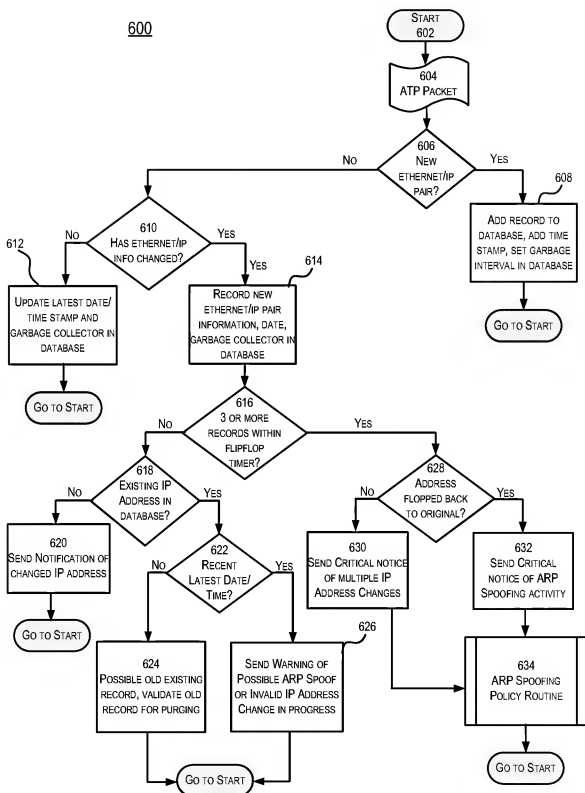 600
START
602
604
ATP PACKET
606
NEW
ETHERNET/IP
PAIR?
NO
YES
608
ADD RECORD TO
DATABASE, ADD TIME
STAMP, SET GARBAGE
INTERVAL IN DATABASE
GO TO START
610
HAS ETHERNET/IP
INFO CHANGED?
NO
YES
612
UPDATE LATEST DATE/
TIME STAMP AND
GARBAGE COLLECTOR IN
DATABASE
GO TO START
614
RECORD NEW
ETHERNET/IP PAIR
INFORMATION, DATE,
GARBAGE COLLECTOR IN
DATABASE
616
3 OR MORE
RECORDS WITHIN
FLIPFLOP
TIMER?
NO
YES
618
EXISTING IP
ADDRESS IN
DATABASE?
NO
YES
620
SEND NOTIFICATION OF
CHANGED IP ADDRESS
GO TO START
622
RECENT
LATEST DATE/
TIME?
NO
YES
624
POSSIBLE OLD EXISTING
RECORD, VALIDATE OLD
RECORD FOR PURGING
626
SEND WARNING OF
POSSIBLE ARP SPOOF
OR INVALID IP ADDRESS
CHANGE IN PROGRESS
GO TO START
628
ADDRESS
FLOPPED BACK
TO ORIGINAL?
NO
YES
630
SEND CRITICAL NOTICE
OF MULTIPLE IP
ADDRESS CHANGES
632
SEND CRITICAL
NOTICE OF ARP
SPOOFING ACTIVITY
634
ARP SPOOFING
POLICY ROUTINE
GO TO START